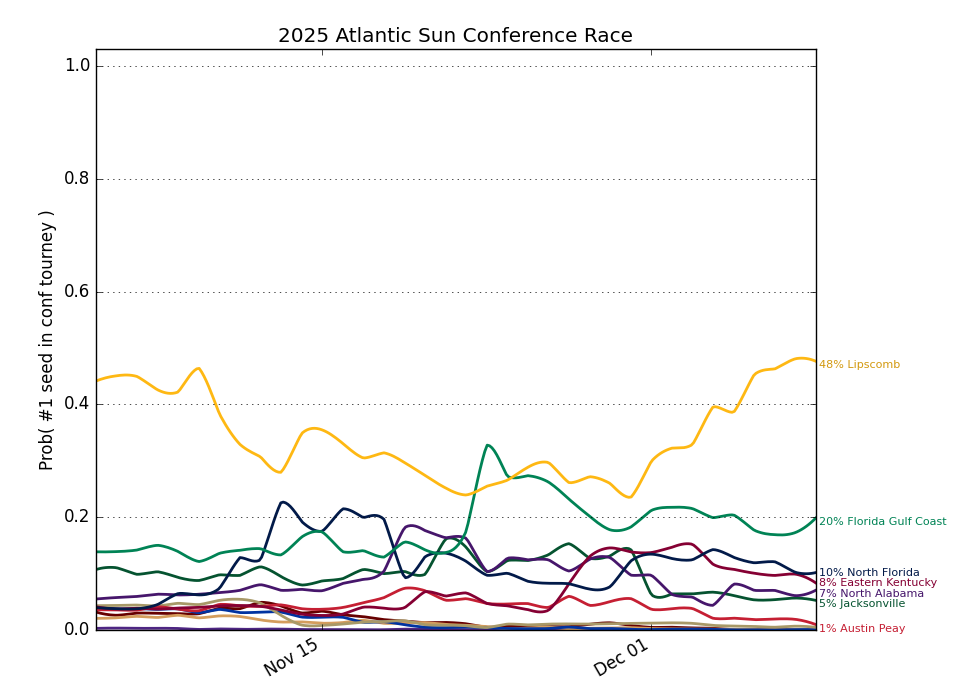 2025 Atlantic Sun Conference Race
Prob( #1 seed in conf tourney )
1.0
0.8
0.6
0.4
0.2
0.0
Nov 15
Dec 01
48% Lipscomb
20% Florida Gulf Coast
10% North Florida
8% Eastern Kentucky
7% North Alabama
5% Jacksonville
1% Austin Peay